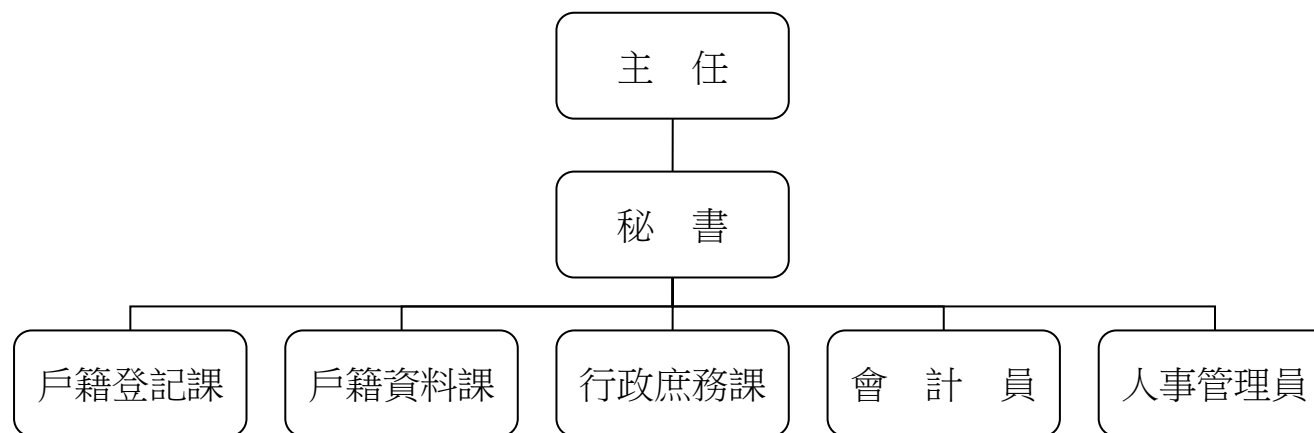 主　任
秘　書
戶籍登記課
戶籍資料課
行政庶務課
會　計　員
人事管理員